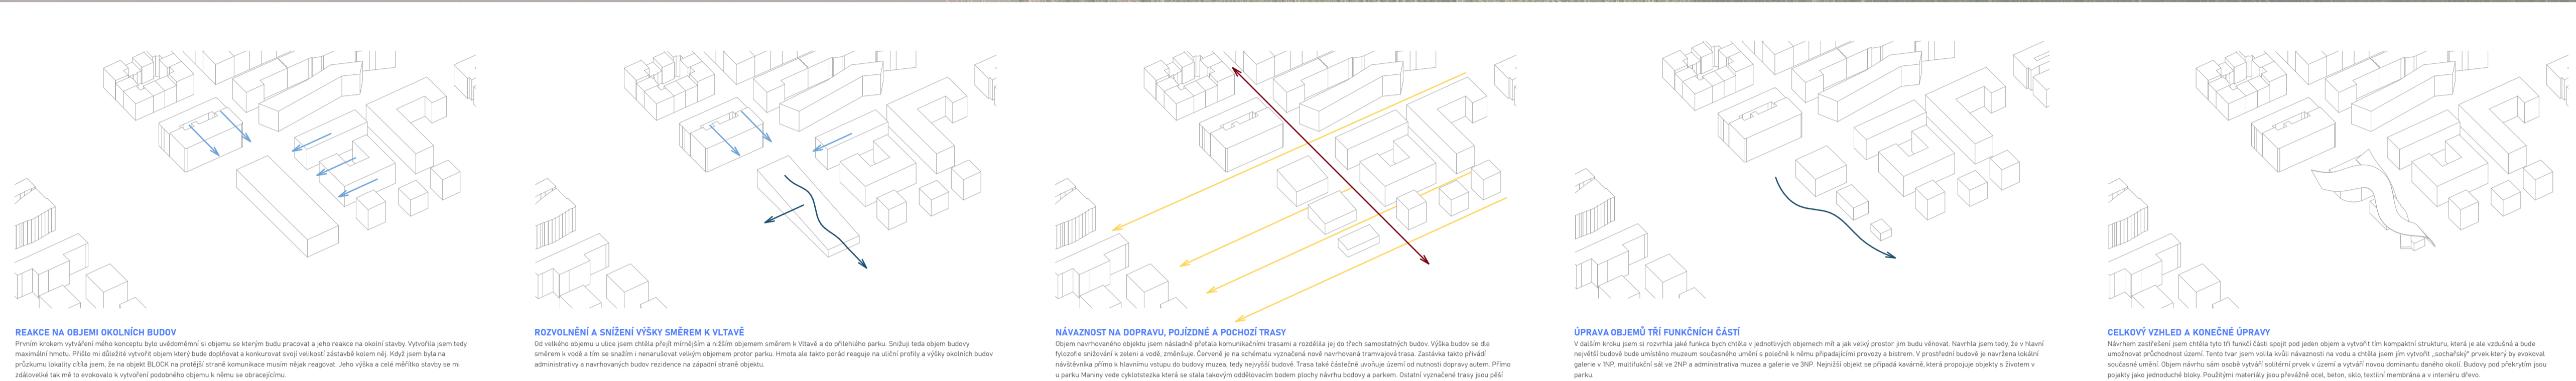 REAKCE NA OBJEMI OKOLNÍCH BUDOV
Prvním krokem vytváření mého konceptu bylo uvědoměnní si objemu se kterým budu pracovat a jeho reakce na okolní stavby. Vytvořila jsem tedy
maximální hmotu. Přišlo mi důležité vytvořit objem který bude doplňovat a konkurovat svojí velikostí zástavbě kolem něj. Když jsem byla na
průzkumu lokality cítila jsem, že na objekt BLOCK na protější straně komunikace musím nějak reagovat. Jeho výška a celé měřítko stavby se mi
zdálovelké tak mě to evokovalo k vytvoření podobného objemu k němu se obracejícímu.
ROZVOLNĚNÍ A SNÍŽENÍ VÝŠKY SMĚREM K VLTAVĚ
Od velkého objemu u ulice jsem chtěla přejít mírnějším a nižším objemem směrem k Vltavě a do přilehlého parku. Snižuji teda objem budovy
směrem k vodě a tím se snažím i nenarušovat velkým objemem protor parku. Hmota ale takto pořád reaguje na uliční profily a výšky okolních budov
administrativy a navrhovaných budov rezidence na západní straně objektu.
NÁVAZNOST NA DOPRAVU, POJÍZDNÉ A POCHOZÍ TRASY
Objem navrhovaného objektu jsem následně přeťala komunikačními trasami a rozdělila jej do třech samostatných budov. Výška budov se dle
fylozofie snižování k zeleni a vodě, změnšuje. Červeně je na schématu vyznačená nově navrhovaná tramvajová trasa. Zastávka takto přivádí
návštěvníka přímo k hlavnímu vstupu do budovy muzea, tedy nejvyšší budově. Trasa také částečně uvoňuje území od nutnosti dopravy autem. Přímo
u parku Maniny vede cyklotstezka která se stala takovým oddělovacím bodem plochy návrhu bodovy a parkem. Ostatní vyznačené trasy jsou pěší
ÚPRAVA OBJEMŮ TŘÍ FUNKČNÍCH ČÁSTÍ
V dalším kroku jsem si rozvrhla jaké funkce bych chtěla v jednotlivých objemech mít a jak velký prostor jim budu věnovat. Navrhla jsem tedy, že v hlavní
největší budově bude umístěno muzeum současného umění s polečně k němu připadajícími provozy a bistrem. V prostřední budově je navržena lokální
galerie v 1NP, multifukční sál ve 2NP a administrativa muzea a galerie ve 3NP. Nejnižší objekt se připadá kavárně, která propojuje objekty s životem v
parku.
CELKOVÝ VZHLED A KONEČNÉ ÚPRAVY
Návrhem zastřešení jsem chtěla tyto tři funkčí části spojit pod jeden objem a vytvořit tím kompaktní strukturu, která je ale vzdušná a bude
umožnovat průchodnost území. Tento tvar jsem volila kvůli návaznosti na vodu a chtěla jsem jím vytvořit „sochařský" prvek který by evokoval
současné umění. Objem návrhu sám osobě vytváří solitérní prvek v území a vytváří novou dominantu daného okolí. Budovy pod překrytím jsou
pojaty jako jednoduché bloky. Použitými materiály jsou převážně ocel, beton, sklo, textilní membrána a v interiéru dřevo.